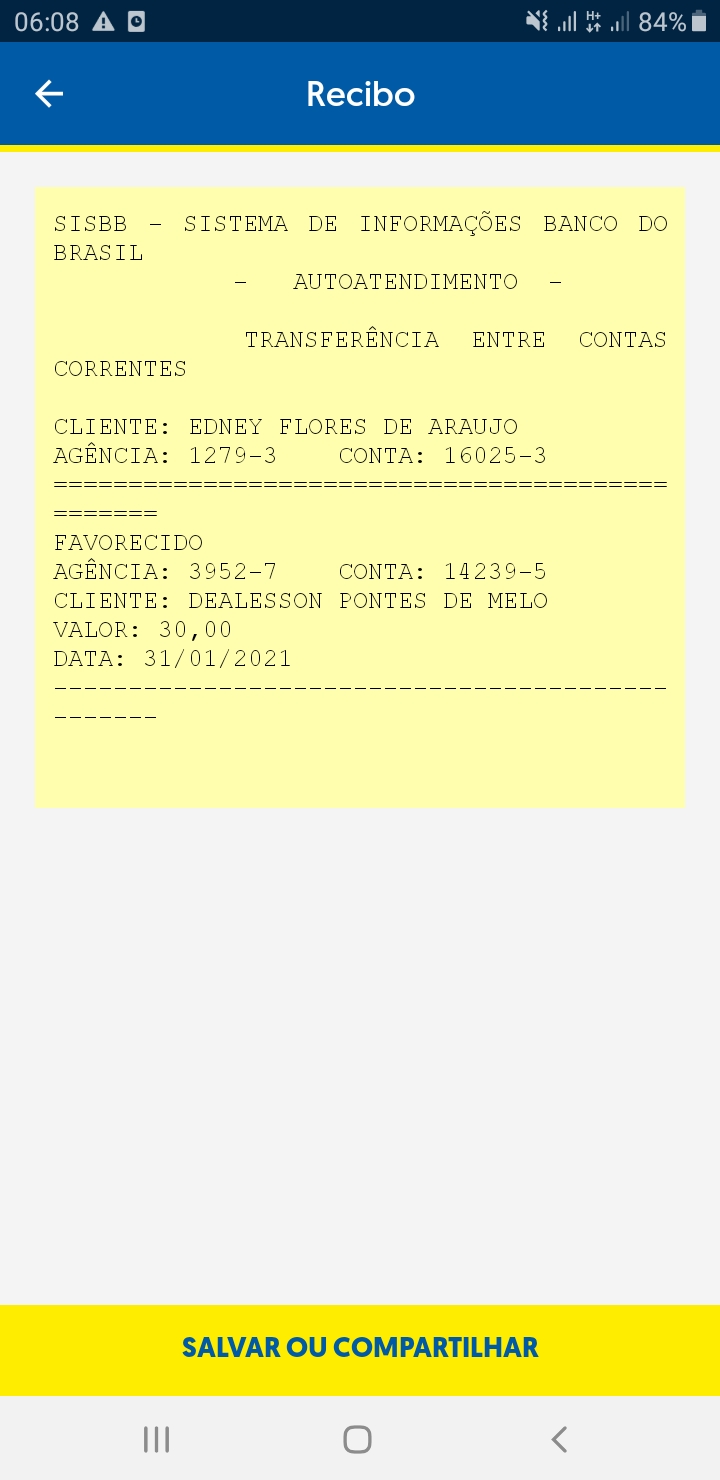 06:08 84%
Recibo
SISBB - SISTEMA DE INFORMAÇÕES BANCO DO
BRASIL
- AUTOATENDIMENTO -
TRANSFERÊNCIA ENTRE CONTAS
CORRENTES
CLIENTE: EDNEY FLORES DE ARAUJO
AGÊNCIA: 1279-3 CONTA: 16025-3
=========================================
=======
FAVORECIDO
AGÊNCIA: 3952-7 CONTA: 14239-5
CLIENTE: DEALESSON PONTES DE MELO
VALOR: 30,00
DATA: 31/01/2021
-----------------------------------------
-------
SALVAR OU COMPARTILHAR